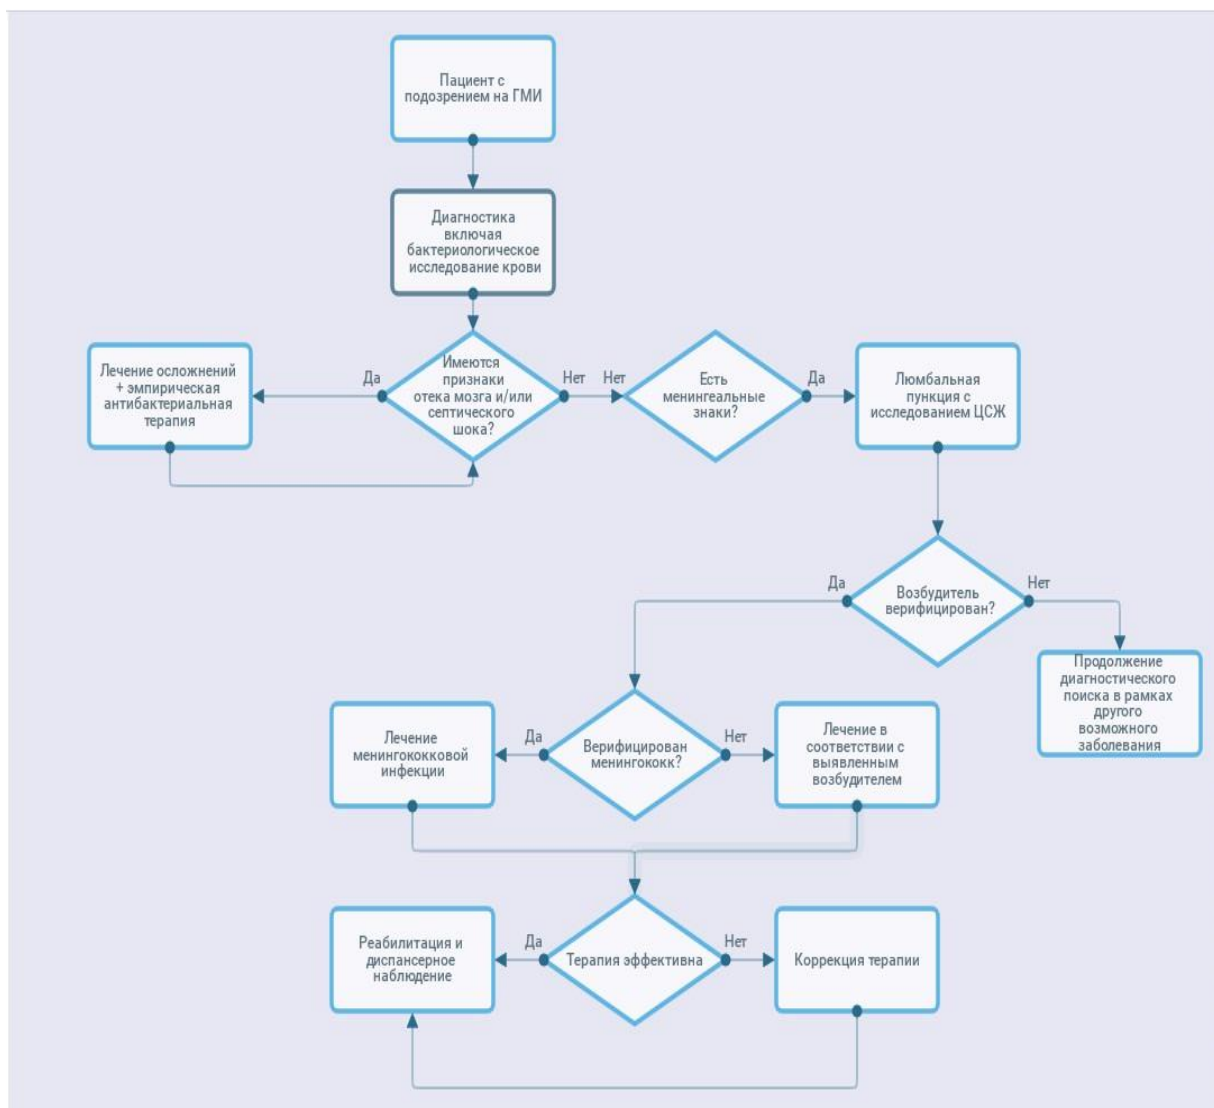 Пациент с
подозрением на ГМИ
Диагностика
включая
бактериологическое
исследование крови
Лечение осложнений
+ эмпирическая
антибактериальная
терапия
Да
Имеются
признаки
отека мозга и/или
септического
шока?
Нет
Нет
Есть
менингеальные
знаки?
Да
Люмбальная
пункция с
исследованием ЦСЖ
Да
Возбудитель
верифицирован?
Нет
Продолжение
диагностического
поиска в рамках
другого
возможного
заболевания
Лечение
менингококковой
инфекции
Да
Верифицирован
менингококк?
Нет
Лечение в
соответствии с
выявленным
возбудителем
Реабилитация и
диспансерное
наблюдение
Да
Терапия эффективна
Нет
Коррекция терапии